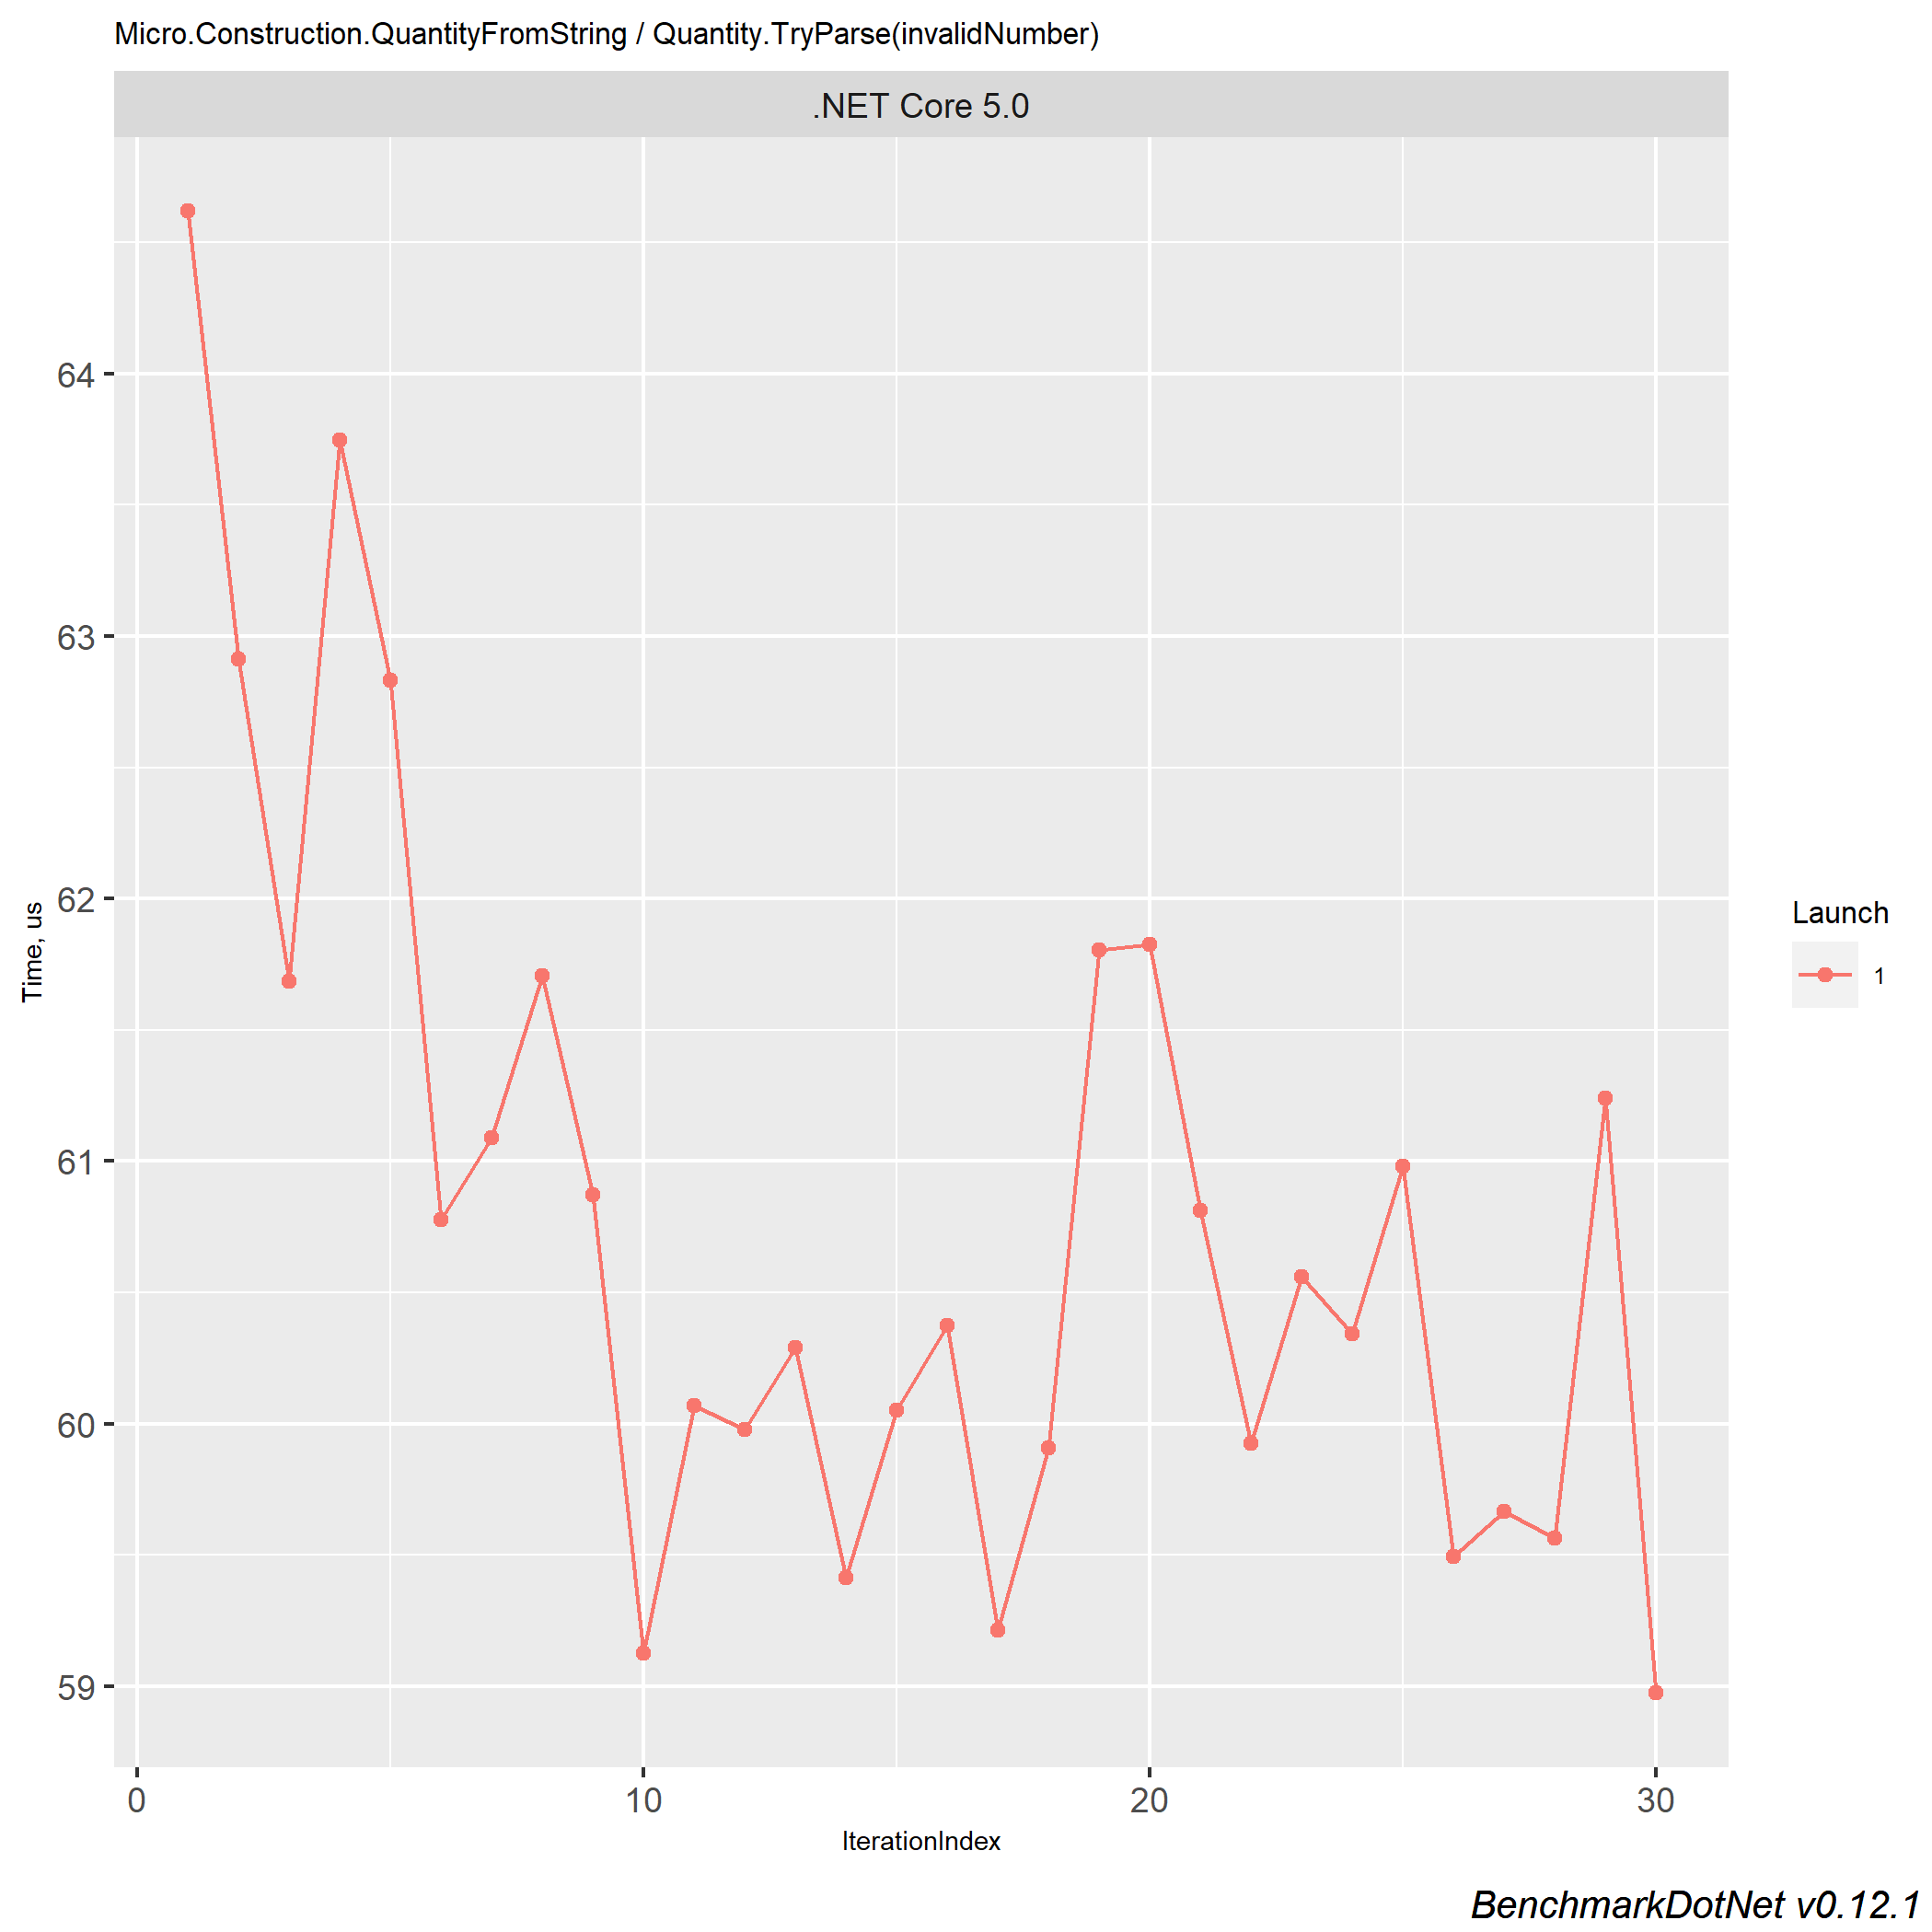 Micro.Construction.QuantityFromString / Quantity.TryParse(invalidNumber)
.NET Core 5.0
64
63
62
61
60
59
Time, us
0 10 20 30
IterationIndex
Launch
1
BenchmarkDotNet v0.12.1